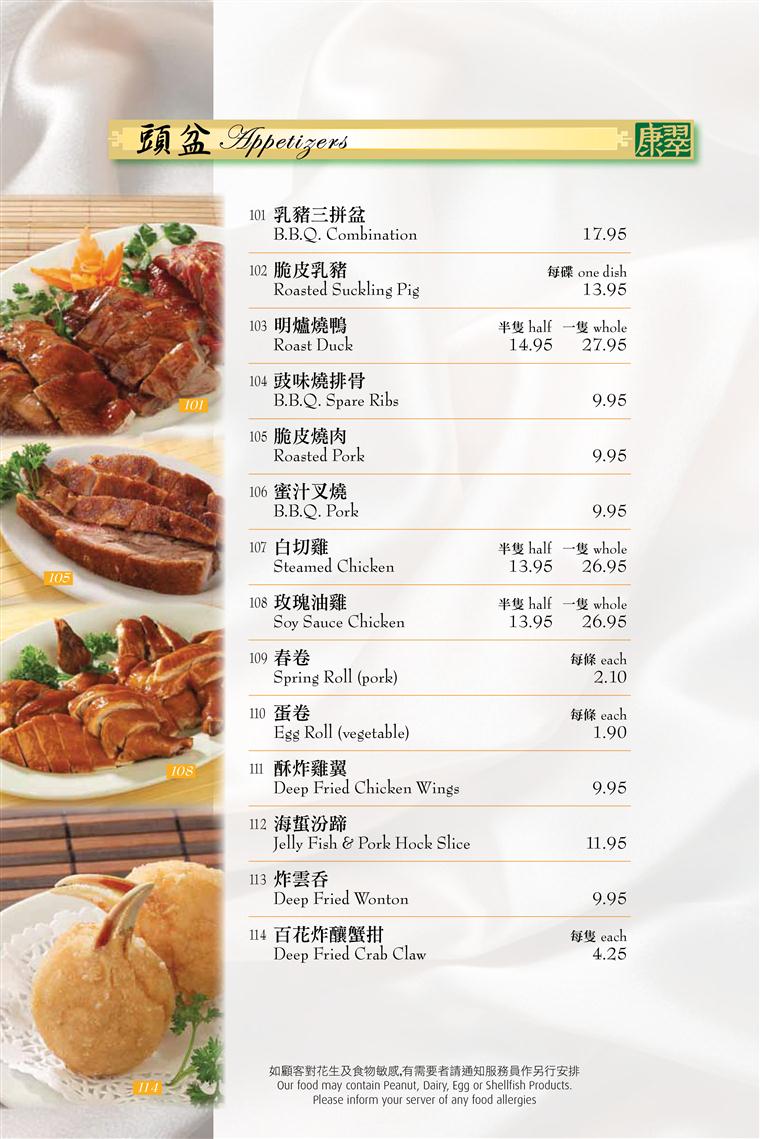 頭盆 Appetizers
康翠
101 乳豬三拼盆
B.B.Q. Combination 17.95
102 脆皮乳豬 每碟 one dish
Roasted Suckling Pig 13.95
103 明爐燒鴨 半隻 half 一隻 whole
Roast Duck 14.95 27.95
104 豉味燒排骨
B.B.Q. Spare Ribs 9.95
105 脆皮燒肉
Roasted Pork 9.95
106 蜜汁叉燒
B.B.Q. Pork 9.95
107 白切雞 半隻 half 一隻 whole
Steamed Chicken 13.95 26.95
108 玫瑰油雞 半隻 half 一隻 whole
Soy Sauce Chicken 13.95 26.95
109 春卷 每條 each
Spring Roll (pork) 2.10
110 蛋卷 每條 each
Egg Roll (vegetable) 1.90
111 酥炸雞翼
Deep Fried Chicken Wings 9.95
112 海蜇汾蹄
Jelly Fish & Pork Hock Slice 11.95
113 炸雲吞
Deep Fried Wonton 9.95
114 百花炸釀蟹拑 每隻 each
Deep Fried Crab Claw 4.25
101
105
108
114
如顧客對花生及食物敏感,有需要者請通知服務員作另行安排
Our food may contain Peanut, Dairy, Egg or Shellfish Products.
Please inform your server of any food allergies